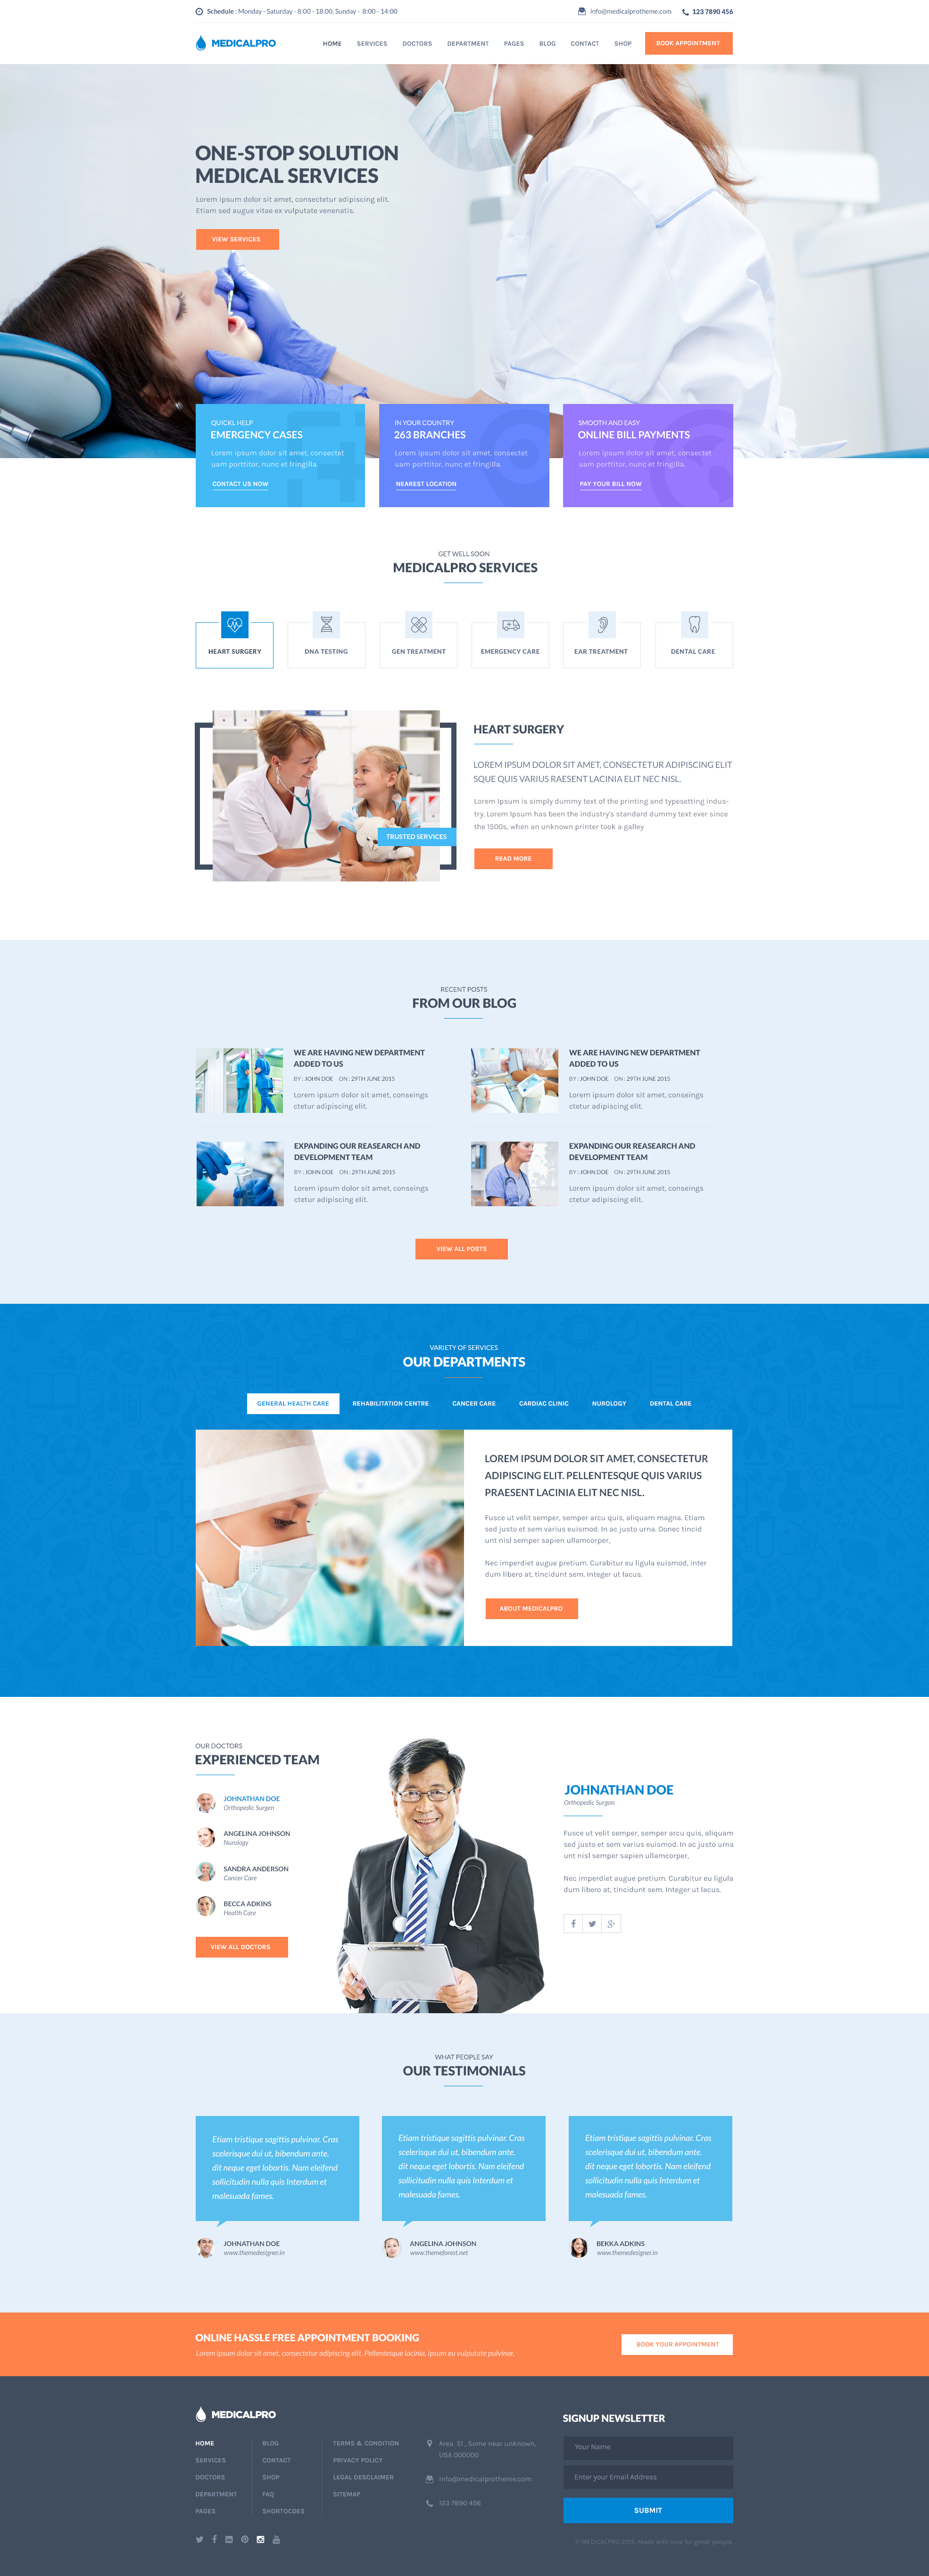 Schedule : Monday - Saturday - 8:00 - 18:00, Sunday - 8:00 - 14:00
info@medicalprotheme.com
123 7890 456
MEDICALPRO
HOME
SERVICES
DOCTORS
DEPARTMENT
PAGES
BLOG
CONTACT
SHOP
BOOK APPOINTMENT
ONE-STOP SOLUTION
MEDICAL SERVICES
Lorem ipsum dolor sit amet, consectetur adipiscing elit.
Etiam sed augue vitae ex vulputate venenatis.
VIEW SERVICES
QUICKL HELP
EMERGENCY CASES
Lorem ipsum dolor sit amet, consectet
uam porttitor, nunc et fringilla.
CONTACT US NOW
IN YOUR COUNTRY
263 BRANCHES
Lorem ipsum dolor sit amet, consectet
uam porttitor, nunc et fringilla.
NEAREST LOCATION
SMOOTH AND EASY
ONLINE BILL PAYMENTS
Lorem ipsum dolor sit amet, consectet
uam porttitor, nunc et fringilla.
PAY YOUR BILL NOW
GET WELL SOON
MEDICALPRO SERVICES
HEART SURGERY
DNA TESTING
GEN TREATMENT
EMERGENCY CARE
EAR TREATMENT
DENTAL CARE
TRUSTED SERVICES
HEART SURGERY
LOREM IPSUM DOLOR SIT AMET, CONSECTETUR ADIPISCING ELIT
SQUE QUIS VARIUS RAESENT LACINIA ELIT NEC NISL.
Lorem Ipsum is simply dummy text of the printing and typesetting indus-
try. Lorem Ipsum has been the industry's standard dummy text ever since
the 1500s, when an unknown printer took a galley
READ MORE
RECENT POSTS
FROM OUR BLOG
WE ARE HAVING NEW DEPARTMENT
ADDED TO US
BY : JOHN DOE ON : 29TH JUNE 2015
Lorem ipsum dolor sit amet, conseings
ctetur adipiscing elit.
WE ARE HAVING NEW DEPARTMENT
ADDED TO US
BY : JOHN DOE ON : 29TH JUNE 2015
Lorem ipsum dolor sit amet, conseings
ctetur adipiscing elit.
EXPANDING OUR REASEARCH AND
DEVELOPMENT TEAM
BY : JOHN DOE ON : 29TH JUNE 2015
Lorem ipsum dolor sit amet, conseings
ctetur adipiscing elit.
EXPANDING OUR REASEARCH AND
DEVELOPMENT TEAM
BY : JOHN DOE ON : 29TH JUNE 2015
Lorem ipsum dolor sit amet, conseings
ctetur adipiscing elit.
VIEW ALL POSTS
VARIETY OF SERVICES
OUR DEPARTMENTS
GENERAL HEALTH CARE
REHABILITATION CENTRE
CANCER CARE
CARDIAC CLINIC
NUROLOGY
DENTAL CARE
LOREM IPSUM DOLOR SIT AMET, CONSECTETUR
ADIPISCING ELIT. PELLENTESQUE QUIS VARIUS
PRAESENT LACINIA ELIT NEC NISL.
Fusce ut velit semper, semper arcu quis, aliquam magna. Etiam
sed justo et sem varius euismod. In ac justo urna. Donec tincid
unt nisl semper sapien ullamcorper,
Nec imperdiet augue pretium. Curabitur eu ligula euismod, inter
dum libero at, tincidunt sem. Integer ut lacus.
ABOUT MEDICALPRO
OUR DOCTORS
EXPERIENCED TEAM
JOHNATHAN DOE
Orthopedic Surgen
ANGELINA JOHNSON
Nurology
SANDRA ANDERSON
Cancer Care
BECCA ADKINS
Health Care
VIEW ALL DOCTORS
JOHNATHAN DOE
Orthopedic Surgon
Fusce ut velit semper, semper arcu quis, aliquam
sed justo et sem varius euismod. In ac justo urna
unt nisl semper sapien ullamcorper,
Nec imperdiet augue pretium. Curabitur eu ligula
dum libero at, tincidunt sem. Integer ut lacus.
WHAT PEOPLE SAY
OUR TESTIMONIALS
Etiam tristique sagittis pulvinar. Cras
scelerisque dui ut, bibendum ante.
dit neque eget lobortis. Nam eleifend
sollicitudin nulla quis Interdum et
malesuada fames.
JOHNATHAN DOE
www.themedesigner.in
Etiam tristique sagittis pulvinar. Cras
scelerisque dui ut, bibendum ante.
dit neque eget lobortis. Nam eleifend
sollicitudin nulla quis Interdum et
malesuada fames.
ANGELINA JOHNSON
www.themeforest.net
Etiam tristique sagittis pulvinar. Cras
scelerisque dui ut, bibendum ante.
dit neque eget lobortis. Nam eleifend
sollicitudin nulla quis Interdum et
malesuada fames.
BEKKA ADKINS
www.themedesigner.in
ONLINE HASSLE FREE APPOINTMENT BOOKING
Lorem ipsum dolor sit amet, consectetur adipiscing elit. Pellentesque lacinia, ipsum eu vulputate pulvinar,
BOOK YOUR APPOINTMENT
MEDICALPRO
HOME
SERVICES
DOCTORS
DEPARTMENT
PAGES
BLOG
CONTACT
SHOP
FAQ
SHORTOCDES
TERMS & CONDITION
PRIVACY POLICY
LEGAL DESCLAIMER
SITEMAP
Area 51 , Some near unknown,
USA 000000
info@medicalprotheme.com
123 7890 456
SIGNUP NEWSLETTER
Your Name
Enter your Email Address
SUBMIT
© MEDICALPRO 2015, Made with love for great people